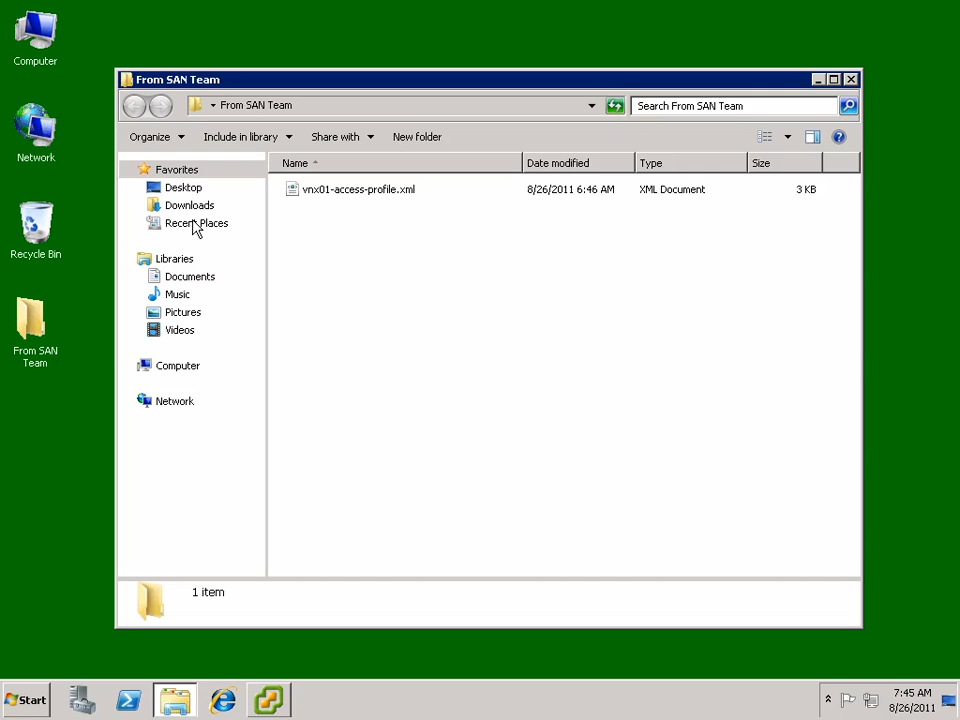 Computer
Network
Recycle Bin
From SAN
Team
From SAN Team
From SAN Team
Search From SAN Team
Organize
Include in library
Share with
New folder
Favorites
Desktop
Downloads
Recent Places
Libraries
Documents
Music
Pictures
Videos
Computer
Network
Name
Date modified
Type
Size
vnx01-access-profile.xml
8/26/2011 6:46 AM
XML Document
3 KB
1 item
Start
7:45 AM
8/26/2011